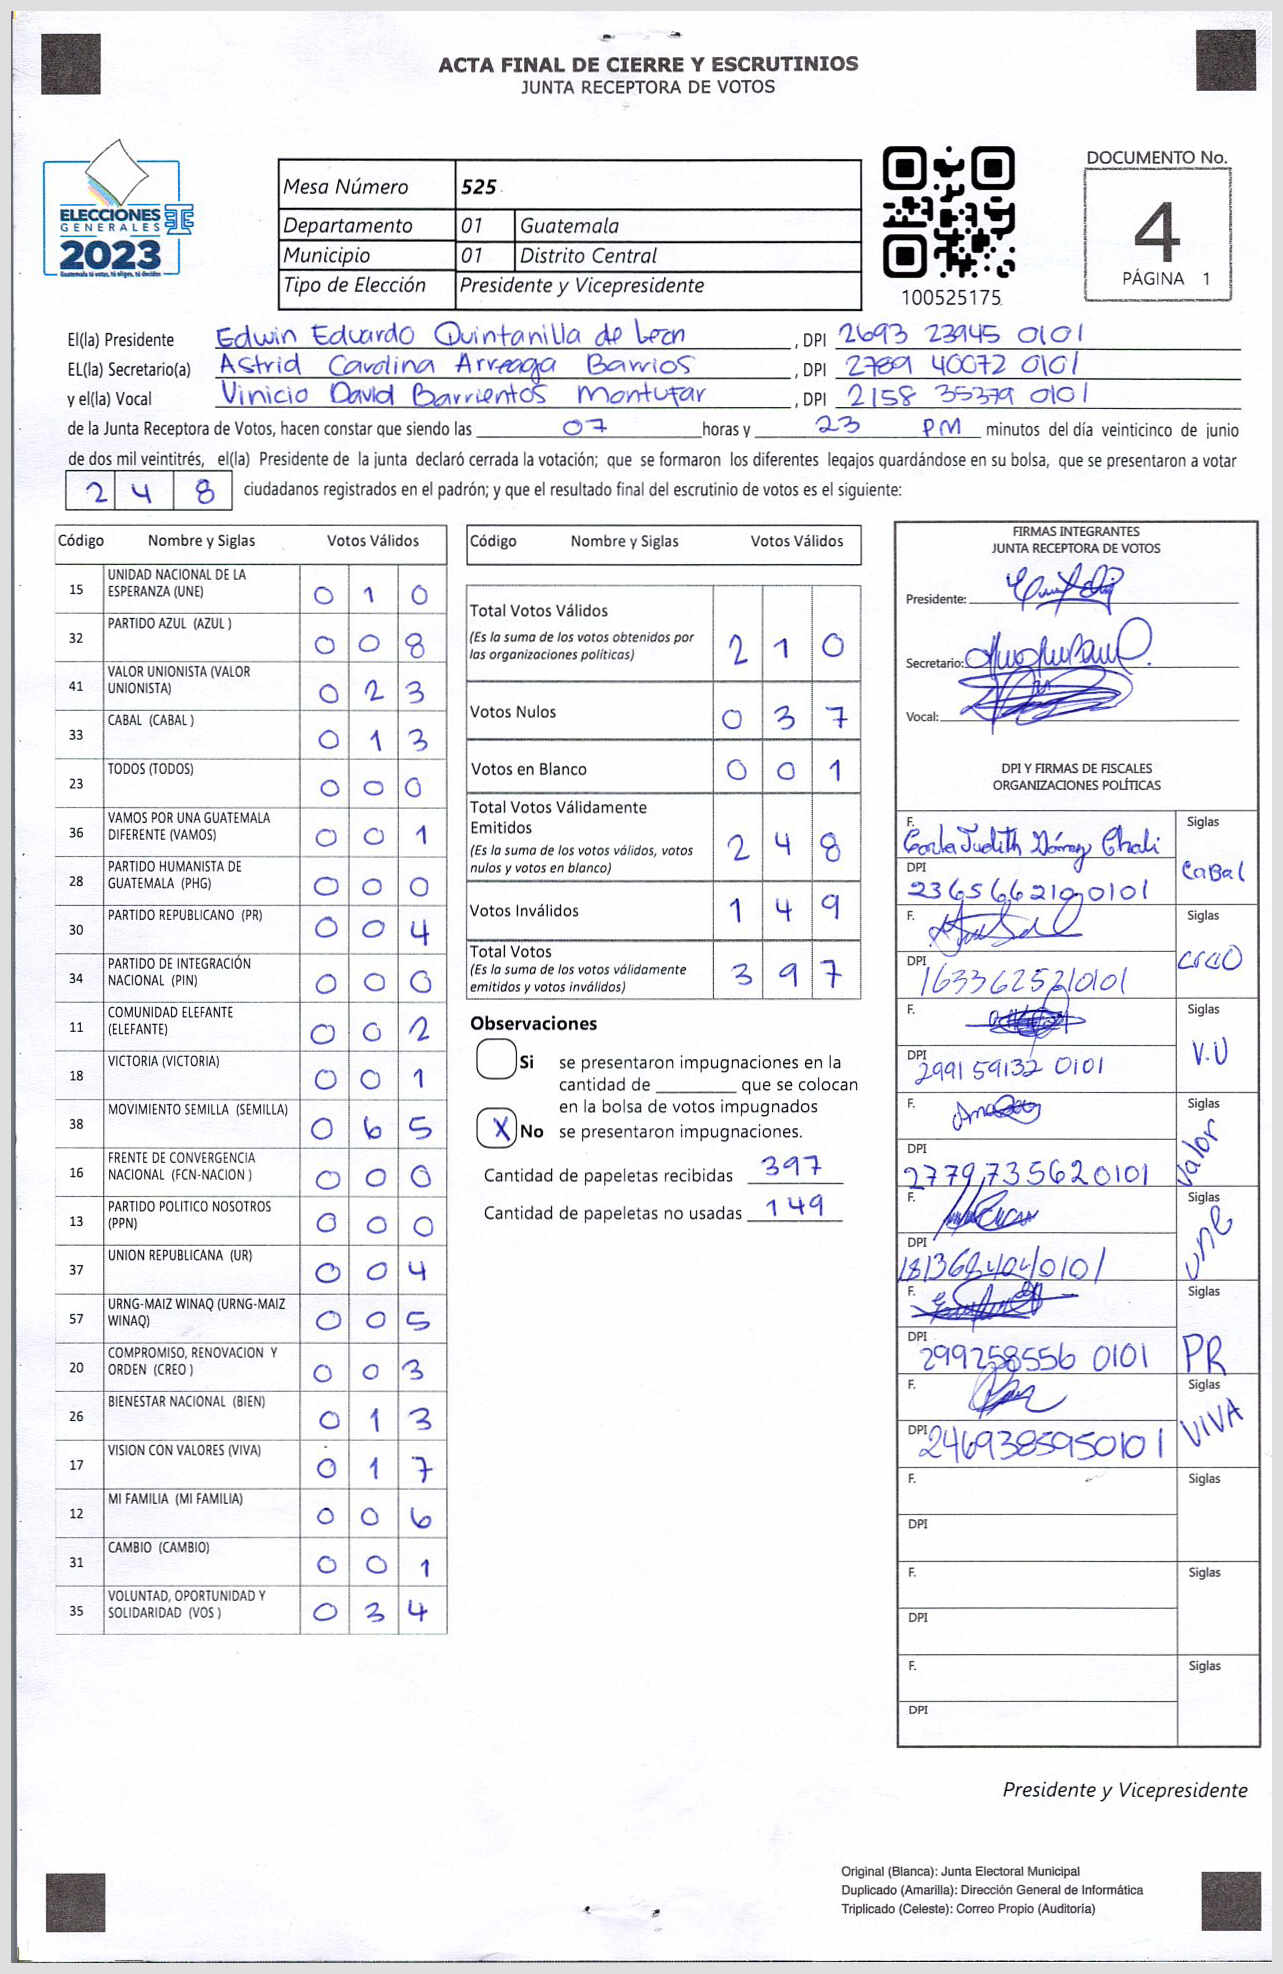 ACTA FINAL DE CIERRE Y ESCRUTINIOS
JUNTA RECEPTORA DE VOTOS
ELECCIONES
GENERALES
2023
Guatemala tú votas, tú eliges, tú decides
Mesa Número 525
Departamento 01 Guatemala
Municipio 01 Distrito Central
Tipo de Elección Presidente y Vicepresidente
100525175
DOCUMENTO No.
4
PÁGINA 1
El(la) Presidente Edwin Eduardo Quintanilla de Leon , DPI 2693 23945 0101
EL(la) Secretario(a) Astrid Carolina Arreaga Barrios , DPI 2789 40072 0101
y el(la) Vocal Vinicio David Barrientos Montufar , DPI 2158 35379 0101
de la Junta Receptora de Votos, hacen constar que siendo las 07 horas y 23 PM minutos del día veinticinco de junio
de dos mil veintitrés, el(la) Presidente de la junta declaró cerrada la votación; que se formaron los diferentes legajos guardándose en su bolsa, que se presentaron a votar
2 4 8 ciudadanos registrados en el padrón; y que el resultado final del escrutinio de votos es el siguiente:
Código Nombre y Siglas Votos Válidos
15 UNIDAD NACIONAL DE LA
ESPERANZA (UNE) 0 1 0
32 PARTIDO AZUL (AZUL ) 0 0 8
41 VALOR UNIONISTA (VALOR
UNIONISTA) 0 2 3
33 CABAL (CABAL ) 0 1 3
23 TODOS (TODOS) 0 0 0
36 VAMOS POR UNA GUATEMALA
DIFERENTE (VAMOS) 0 0 1
28 PARTIDO HUMANISTA DE
GUATEMALA (PHG) 0 0 0
30 PARTIDO REPUBLICANO (PR) 0 0 4
34 PARTIDO DE INTEGRACIÓN
NACIONAL (PIN) 0 0 0
11 COMUNIDAD ELEFANTE
(ELEFANTE) 0 0 2
18 VICTORIA (VICTORIA) 0 0 1
38 MOVIMIENTO SEMILLA (SEMILLA) 0 6 5
16 FRENTE DE CONVERGENCIA
NACIONAL (FCN-NACION ) 0 0 0
13 PARTIDO POLITICO NOSOTROS
(PPN) 0 0 0
37 UNION REPUBLICANA (UR) 0 0 4
57 URNG-MAIZ WINAQ (URNG-MAIZ
WINAQ) 0 0 5
20 COMPROMISO, RENOVACION Y
ORDEN (CREO ) 0 0 3
26 BIENESTAR NACIONAL (BIEN) 0 1 3
17 VISION CON VALORES (VIVA) 0 1 7
12 MI FAMILIA (MI FAMILIA) 0 0 6
31 CAMBIO (CAMBIO) 0 0 1
35 VOLUNTAD, OPORTUNIDAD Y
SOLIDARIDAD (VOS ) 0 3 4
Código Nombre y Siglas Votos Válidos
Total Votos Válidos
(Es la suma de los votos obtenidos por
las organizaciones políticas) 2 1 0
Votos Nulos 0 3 7
Votos en Blanco 0 0 1
Total Votos Válidamente
Emitidos
(Es la suma de los votos válidos, votos
nulos y votos en blanco) 2 4 8
Votos Inválidos 1 4 9
Total Votos
(Es la suma de los votos válidamente
emitidos y votos inválidos) 3 9 7
Observaciones
Si se presentaron impugnaciones en la
cantidad de ________ que se colocan
en la bolsa de votos impugnados
X No se presentaron impugnaciones.
Cantidad de papeletas recibidas 397
Cantidad de papeletas no usadas 149
FIRMAS INTEGRANTES
JUNTA RECEPTORA DE VOTOS
Presidente:
Secretario:
Vocal:
DPI Y FIRMAS DE FISCALES
ORGANIZACIONES POLÍTICAS
F. Siglas
Judith
DPI 2365662100101 CABAL
F. Siglas
DPI 1633625210101
F. Siglas
DPI 2991 59132 0101 V.U
F. Siglas
DPI 2779735620101 Valor
F. Siglas
DPI 1813684040101 UNE
F. Siglas
DPI 299258556 0101 PR
F. Siglas
DPI 2469385950101 VIVA
F. Siglas
DPI
F. Siglas
DPI
F. Siglas
DPI
Presidente y Vicepresidente
Original (Blanca): Junta Electoral Municipal
Duplicado (Amarilla): Dirección General de Informática
Triplicado (Celeste): Correo Propio (Auditoría)